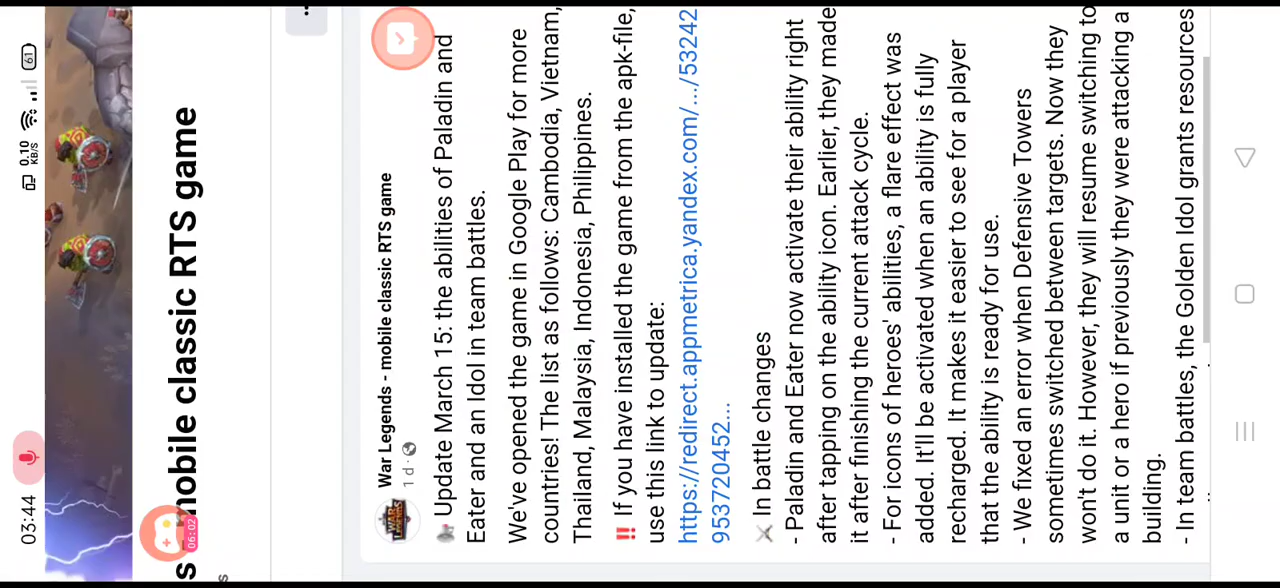 03:44
0.10
KB/S
61
s mobile classic RTS game
06:02
War Legends - mobile classic RTS game
1 d
Update March 15: the abilities of Paladin and
Eater and an Idol in team battles.
We've opened the game in Google Play for more
countries! The list as follows: Cambodia, Vietnam,
Thailand, Malaysia, Indonesia, Philippines.
‼ If you have installed the game from the apk-file,
use this link to update:
https://redirect.appmetrica.yandex.com/.../53242
953720452...
In battle changes
- Paladin and Eater now activate their ability right
after tapping on the ability icon. Earlier, they made
it after finishing the current attack cycle.
- For icons of heroes' abilities, a flare effect was
added. It'll be activated when an ability is fully
recharged. It makes it easier to see for a player
that the ability is ready for use.
- We fixed an error when Defensive Towers
sometimes switched between targets. Now they
won't do it. However, they will resume switching to
a unit or a hero if previously they were attacking a
building.
- In team battles, the Golden Idol grants resources